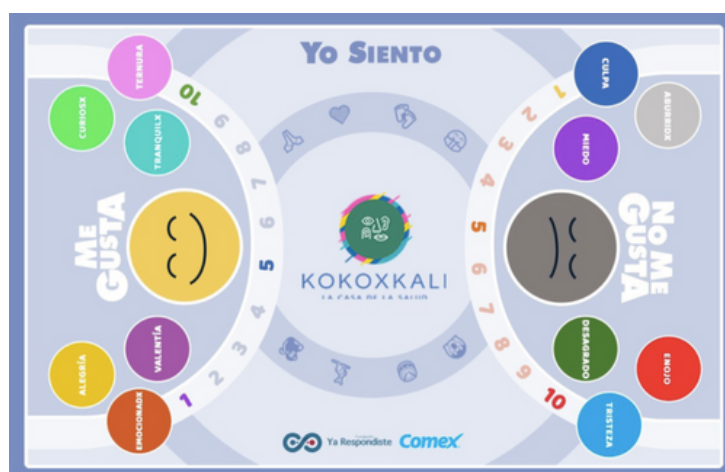 YO SIENTO
TERNURA
CURIOSX
TRANQUILX
ME
GUSTA
ALEGRÍA
VALENTÍA
EMOCIONADX
10
9
8
7
6
5
4
3
2
1
KOKOXKALI
LA CASA DE LA SALUD
CULPA
ABURRIDX
MIEDO
NO ME
GUSTA
DESAGRADO
ENOJO
TRISTEZA
1
2
3
4
5
6
7
8
9
10
Ya Respondiste
Comex